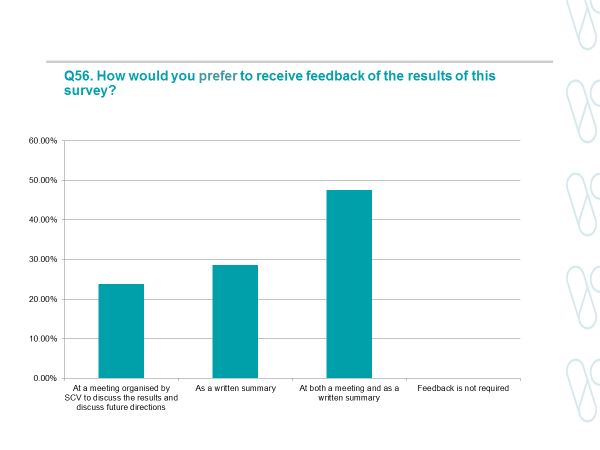 Q56. How would you prefer to receive feedback of the results of this
survey?
60.00%
50.00%
40.00%
30.00%
20.00%
10.00%
0.00%
At a meeting organised by
SCV to discuss the results and
discuss future directions
As a written summary
At both a meeting and as a
written summary
Feedback is not required